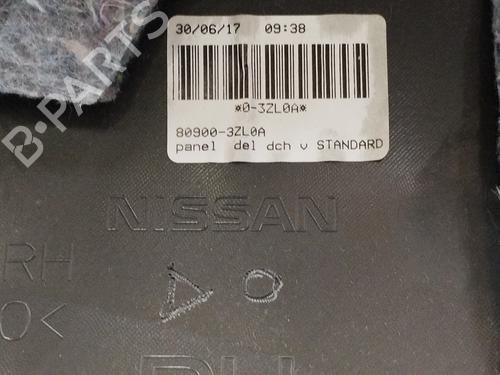 30/06/17 09:38
*0-3ZL0A*
80900-3ZL0A
panel del dch v STANDARD
NISSAN
RH
O<
B-PARTS